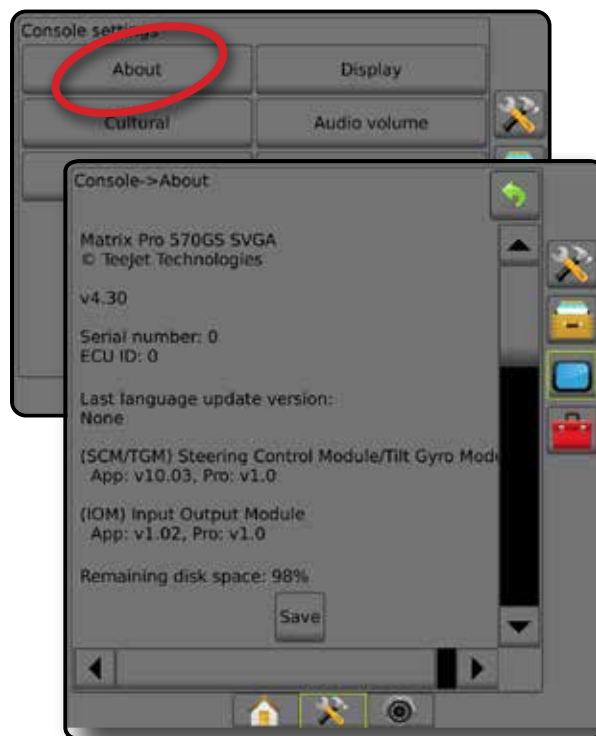 Console settings
About
Display
Cultural
Audio volume
Console->About
Matrix Pro 570GS SVGA
© TeeJet Technologies
v4.30
Serial number: 0
ECU ID: 0
Last language update version:
None
(SCM/TGM) Steering Control Module/Tilt Gyro Modu
App: v10.03, Pro: v1.0
(IOM) Input Output Module
App: v1.02, Pro: v1.0
Remaining disk space: 98%
Save